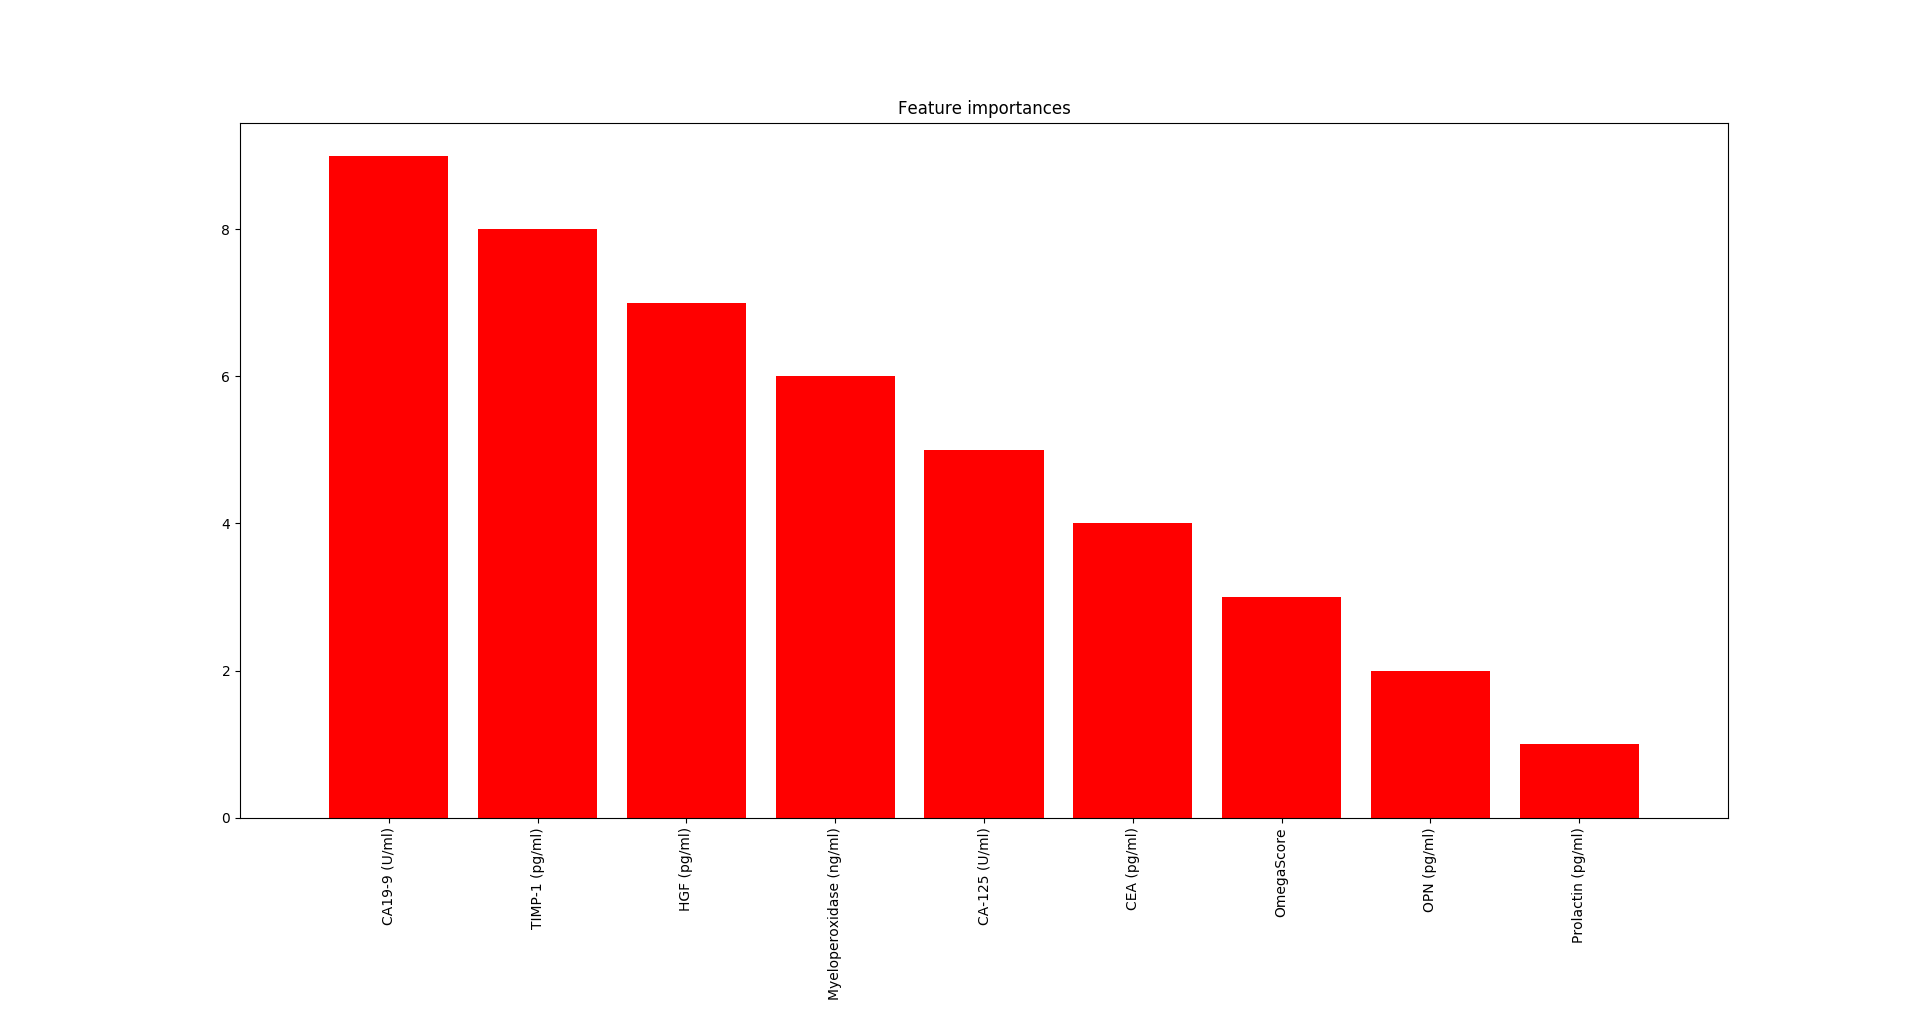 Feature importances
8
6
4
2
0
CA19-9 (U/ml)
TIMP-1 (pg/ml)
HGF (pg/ml)
Myeloperoxidase (ng/ml)
CA-125 (U/ml)
CEA (pg/ml)
OmegaScore
OPN (pg/ml)
Prolactin (pg/ml)